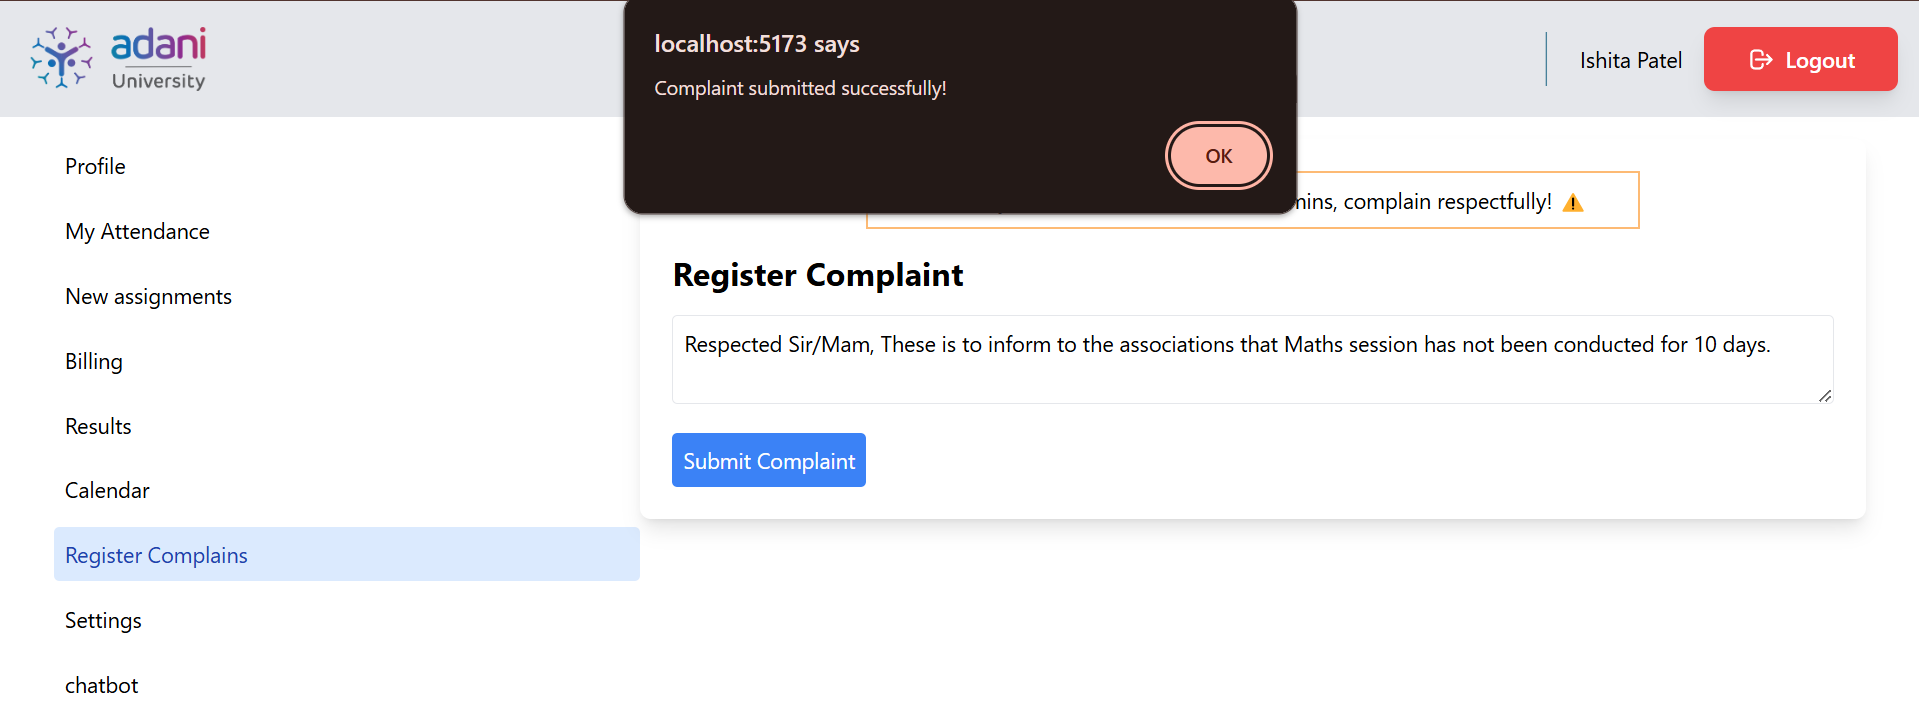 adani
University
localhost:5173 says
Complaint submitted successfully!
OK
Ishita Patel
Logout
Profile
My Attendance
New assignments
Billing
Results
Calendar
Register Complains
Settings
chatbot
complain respectfully! ⚠️
Register Complaint
Respected Sir/Mam, These is to inform to the associations that Maths session has not been conducted for 10 days.
Submit Complaint